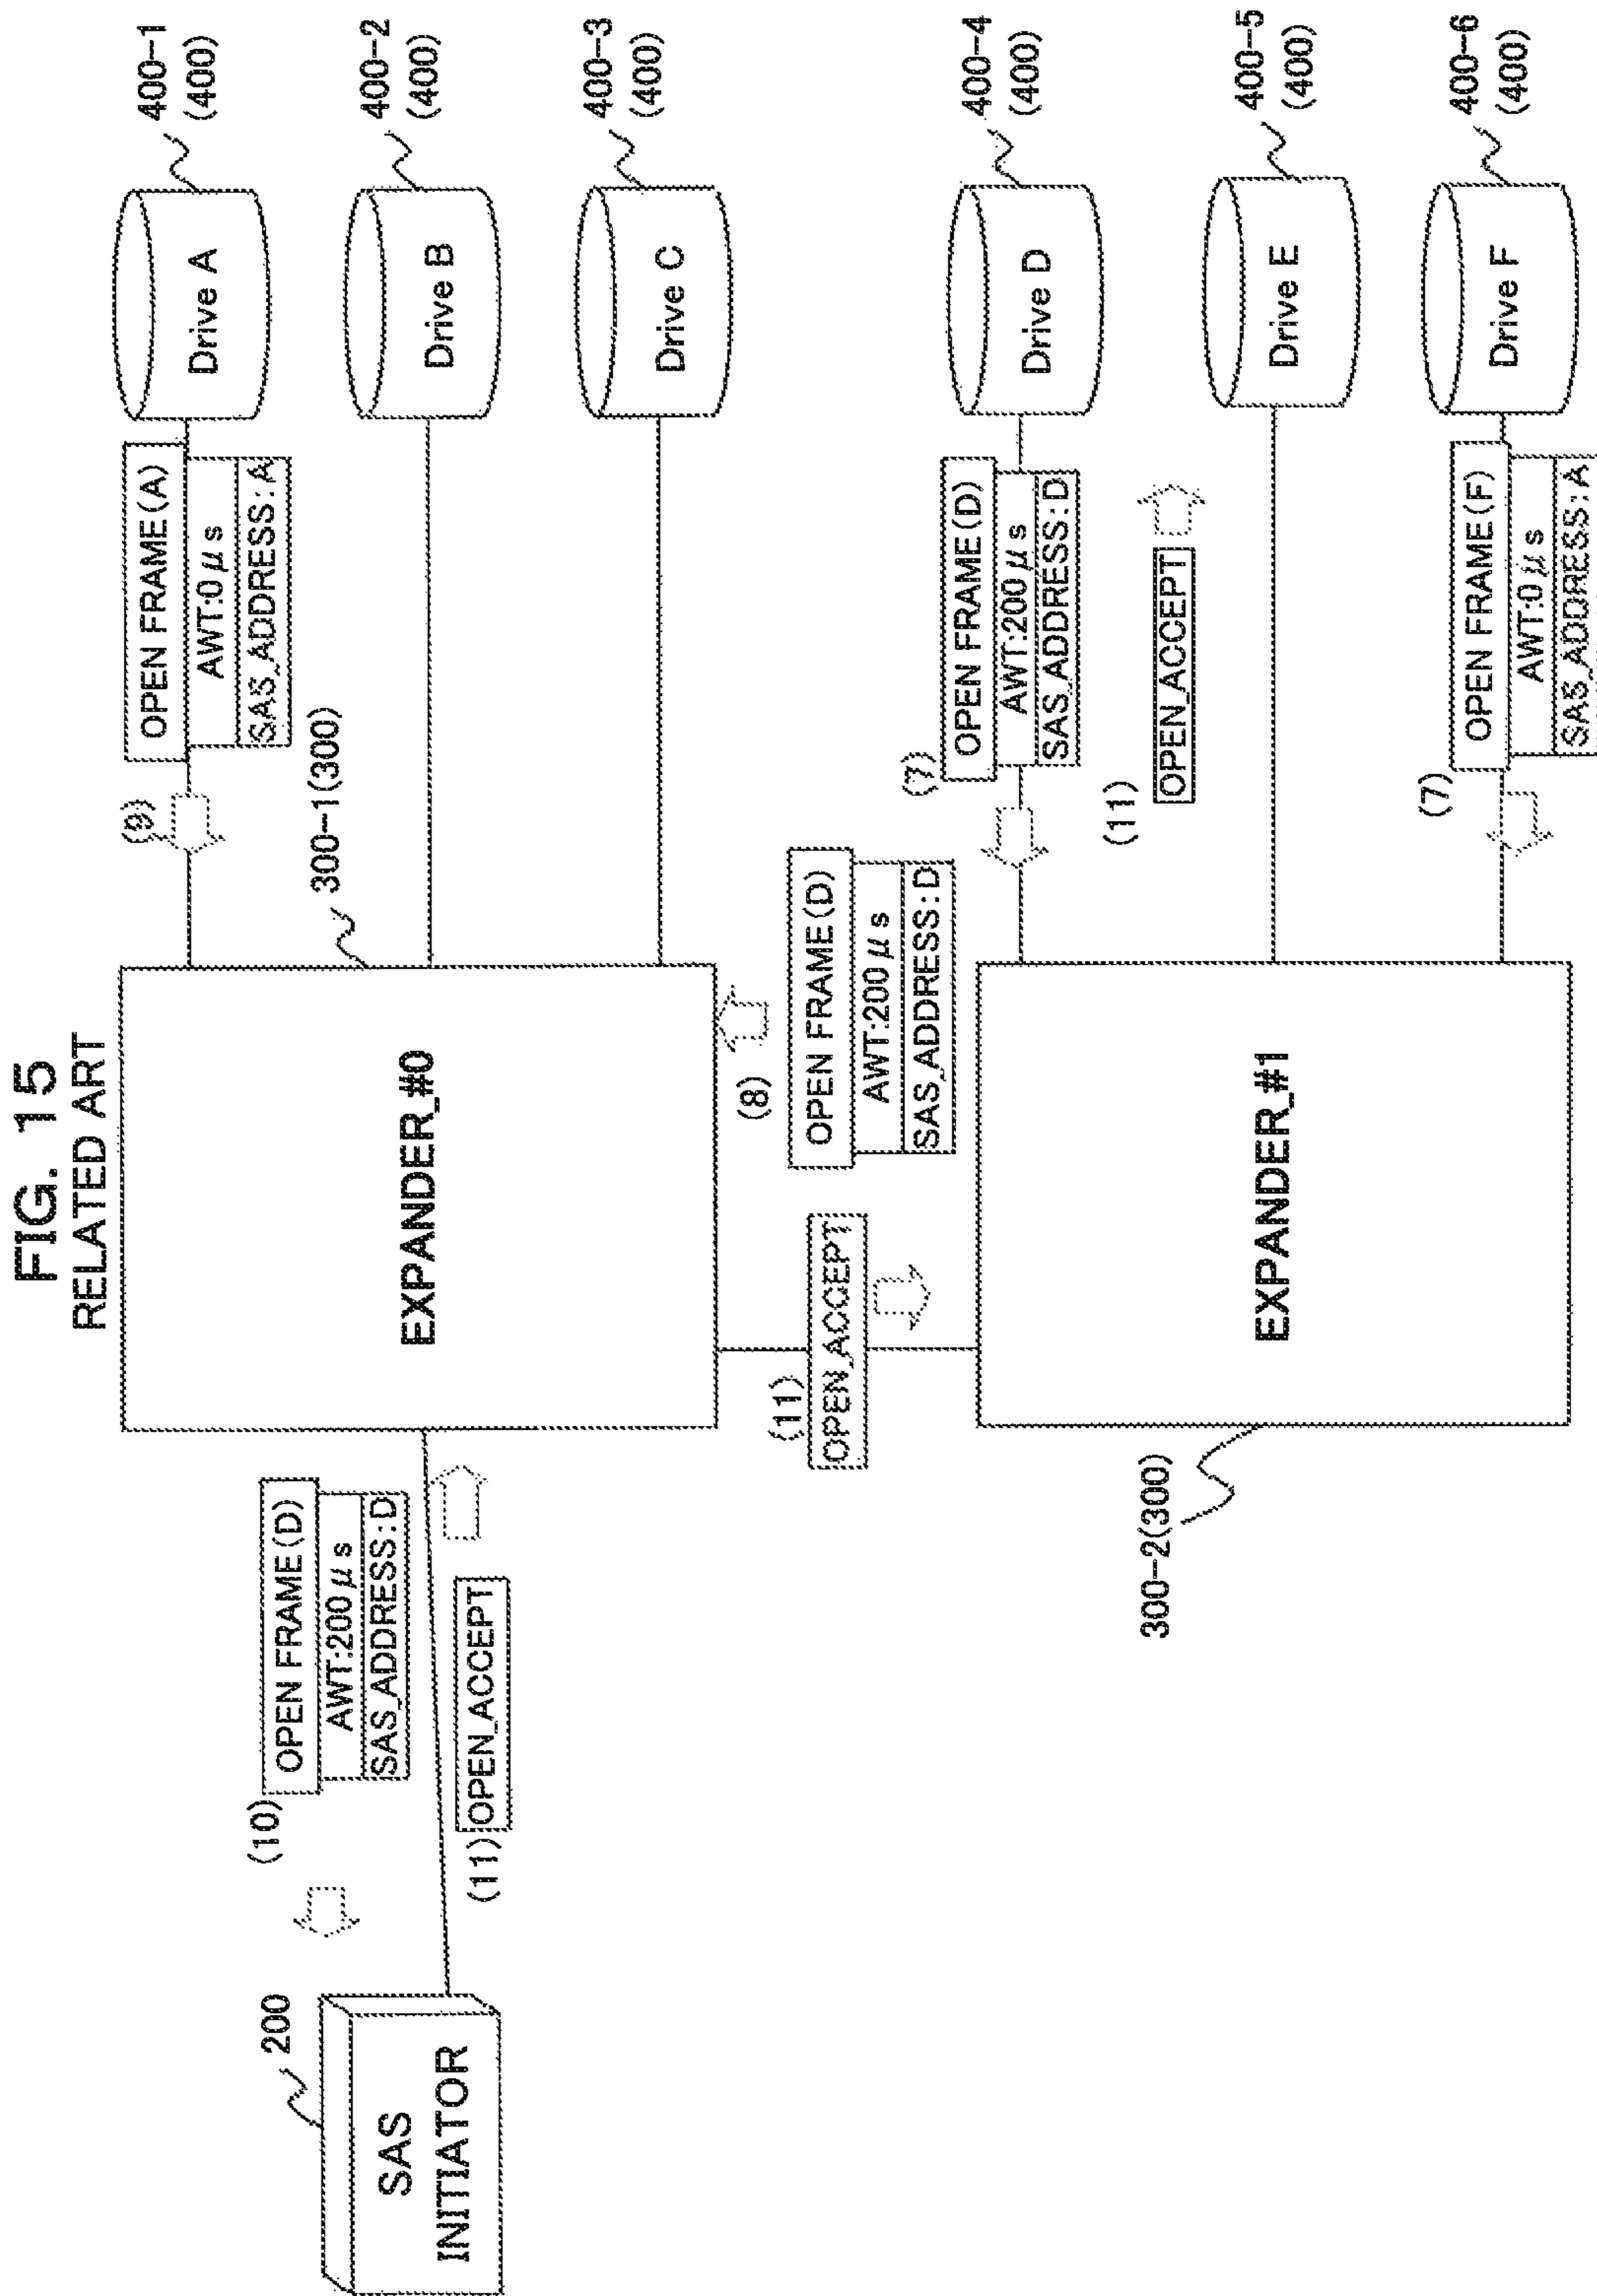 FIG. 15
RELATED ART
200
SAS
INITIATOR
(10)
OPEN FRAME(D)
AWT:200 μs
SAS_ADDRESS:D
(11)
OPEN_ACCEPT
EXPANDER_#0
300-1(300)
(9)
OPEN FRAME(A)
AWT:0 μs
SAS_ADDRESS:A
Drive A
400-1
(400)
Drive B
400-2
(400)
Drive C
400-3
(400)
(11)
OPEN_ACCEPT
(8)
OPEN FRAME(D)
AWT:200 μs
SAS_ADDRESS:D
EXPANDER_#1
300-2(300)
(7)
OPEN FRAME(D)
AWT:200 μs
SAS_ADDRESS:D
Drive D
400-4
(400)
(11)
OPEN_ACCEPT
Drive E
400-5
(400)
(7)
OPEN FRAME(F)
AWT:0 μs
SAS_ADDRESS:A
Drive F
400-6
(400)